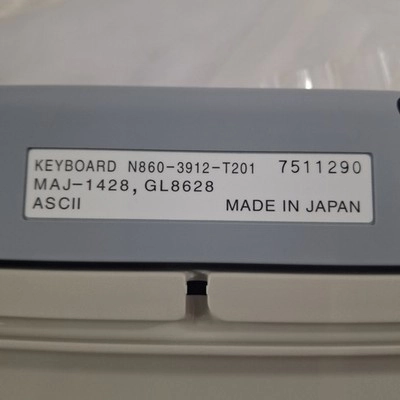 KEYBOARD N860-3912-T201 7511290
MAJ-1428, GL8628
ASCII MADE IN JAPAN